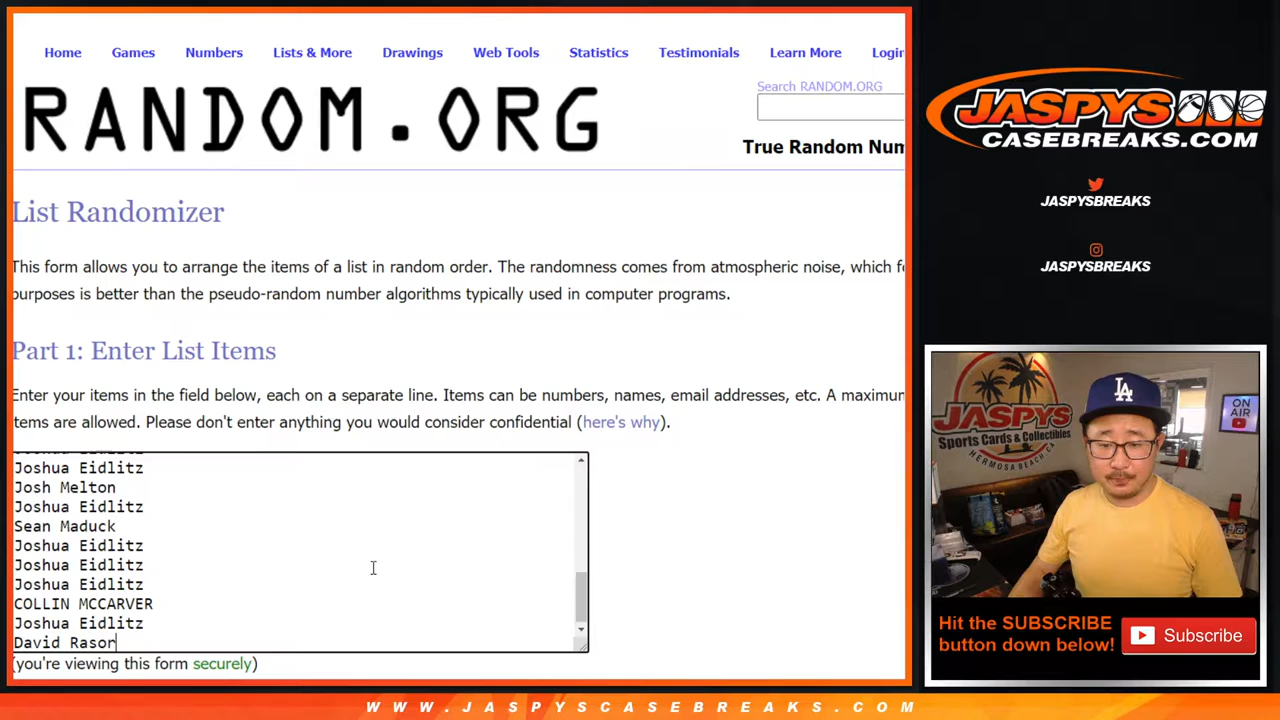 Home Games Numbers Lists & More Drawings Web Tools Statistics Testimonials Learn More Login
RANDOM.ORG
Search RANDOM.ORG
True Random Num
List Randomizer
This form allows you to arrange the items of a list in random order. The randomness comes from atmospheric noise, which f
purposes is better than the pseudo-random number algorithms typically used in computer programs.
Part 1: Enter List Items
Enter your items in the field below, each on a separate line. Items can be numbers, names, email addresses, etc. A maximum
items are allowed. Please don't enter anything you would consider confidential (here's why).
Joshua Eidlitz
Josh Melton
Joshua Eidlitz
Sean Maduck
Joshua Eidlitz
Joshua Eidlitz
Joshua Eidlitz
COLLIN MCCARVER
Joshua Eidlitz
David Rason
(you're viewing this form securely)
JASPYS
CASEBREAKS.COM
JASPYSBREAKS
JASPYSBREAKS
JASPYS
Sports Cards & Collectibles
HERMOSA BEACH, CA
LA
ON
AIR
Hit the SUBSCRIBE
button down below!
Subscribe
WWW.JASPYSCASEBREAKS.COM